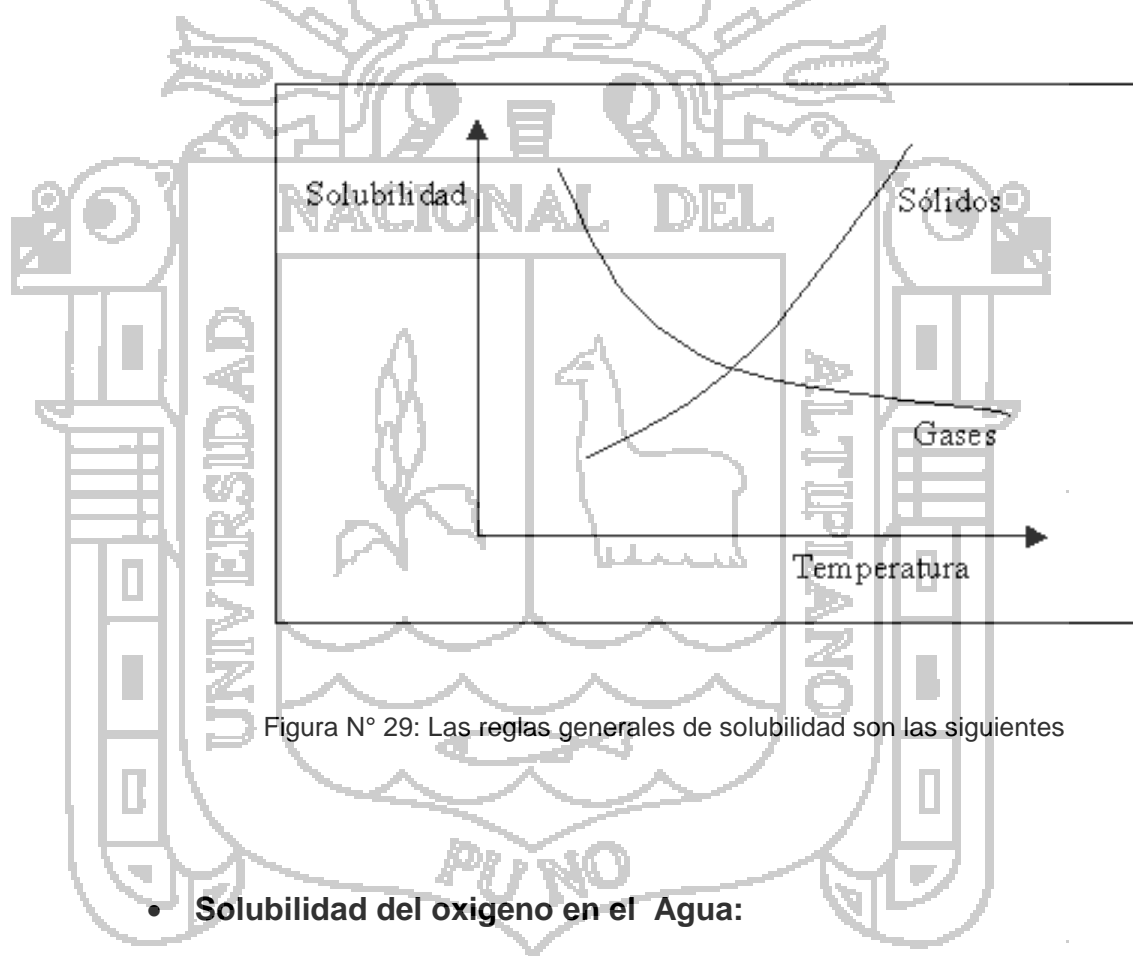 NACIONAL DEL
Solubilidad
Sólidos
UNIVERSIDAD
ALTIPLANO
Gases
Temperatura
Figura N° 29: Las reglas generales de solubilidad son las siguientes
PUNO
• Solubilidad del oxigeno en el Agua: